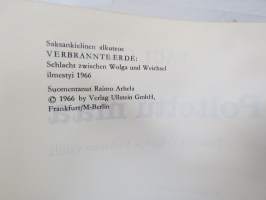 Saksankielinen alkuteos
VERBRANNTE ERDE:
Schlacht zwischen Wolga und Weichsel
ilmestyi 1966
Suomentanut Raimo Arhela
© 1966 by Verlag Ullstein GmbH,
Frankfurt/M-Berlin